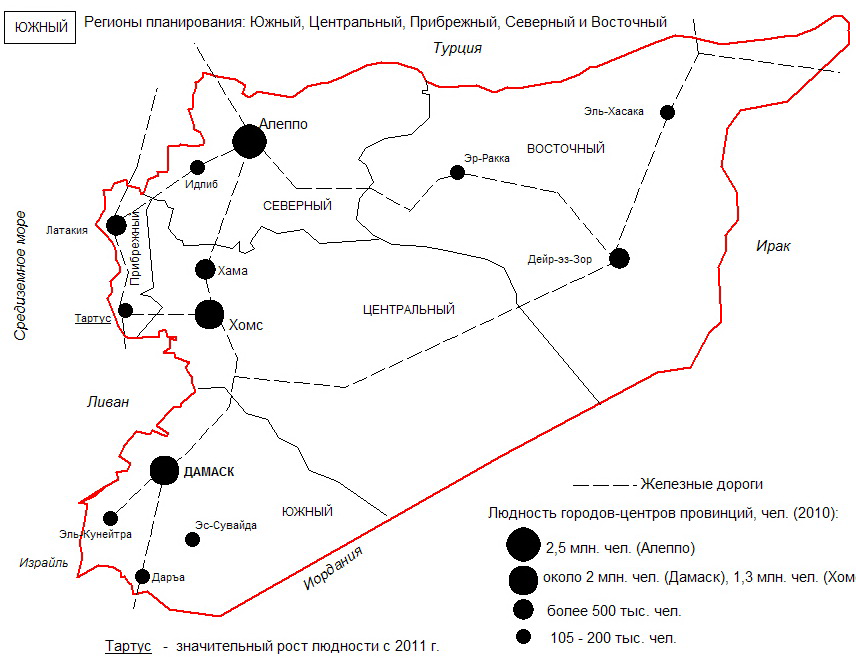 ЮЖНЫЙ
Регионы планирования: Южный, Центральный, Прибрежный, Северный и Восточный
Турция
Эль-Хасака
Алеппо
ВОСТОЧНЫЙ
Эр-Ракка
Идлиб
СЕВЕРНЫЙ
Латакия
Прибрежный
Средиземное море
Ирак
Дейр-эз-Зор
Хама
ЦЕНТРАЛЬНЫЙ
Тартус
Хомс
Ливан
ДАМАСК
Железные дороги
ЮЖНЫЙ
Людность городов-центров провинций, чел. (2010):
Эс-Сувайда
Эль-Кунейтра
2,5 млн. чел. (Алеппо)
Израйль
Иордания
Даръа
около 2 млн. чел. (Дамаск), 1,3 млн. чел. (Хом
более 500 тыс. чел.
105 - 200 тыс. чел.
Тартус - значительный рост людности с 2011 г.